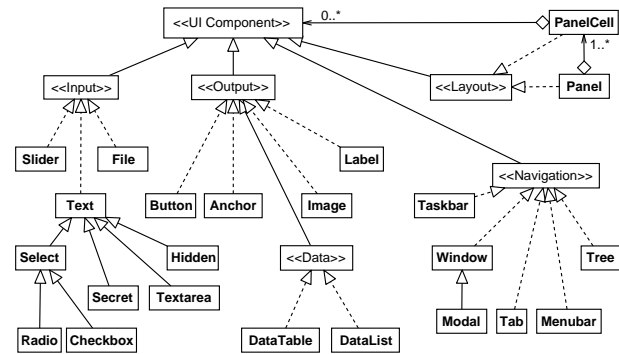 <<UI Component>>
0..*
PanelCell
1..*
<<Input>>
<<Output>>
<<Layout>>
Panel
Slider
File
Label
Text
Button
Anchor
Image
Taskbar
<<Navigation>>
Select
Hidden
<<Data>>
Window
Tree
Secret
Textarea
Radio
Checkbox
DataTable
DataList
Modal
Tab
Menubar